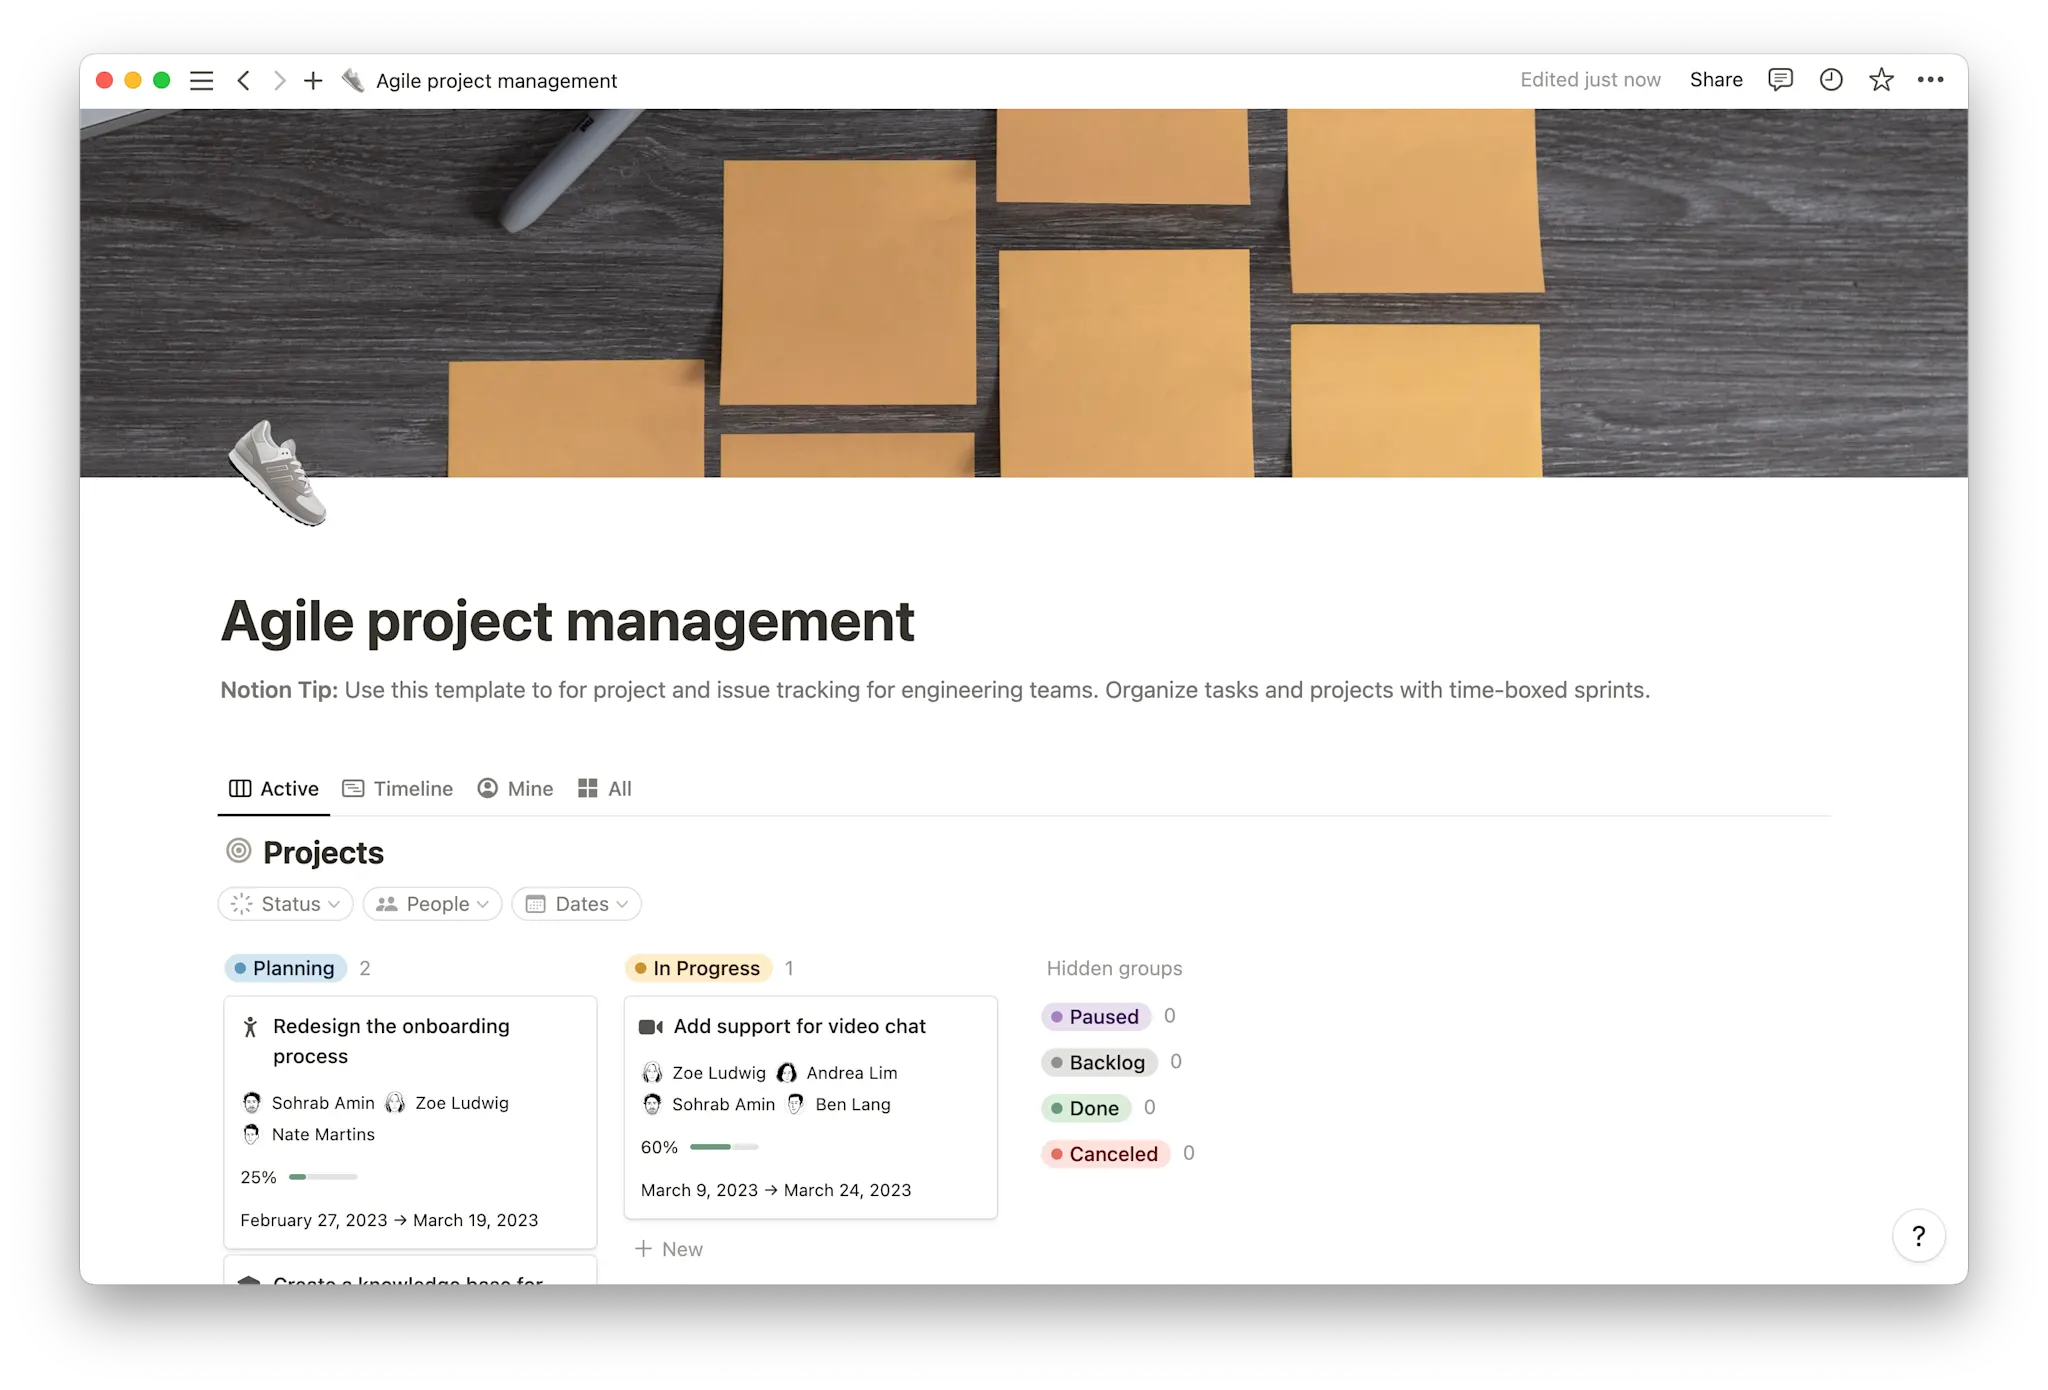 Agile project management
Edited just now
Share
Agile project management
Notion Tip: Use this template to for project and issue tracking for engineering teams. Organize tasks and projects with time-boxed sprints.
Active
Timeline
Mine
All
Projects
Status
People
Dates
Planning 2
Redesign the onboarding
process
Sohrab Amin Zoe Ludwig
Nate Martins
25%
February 27, 2023 → March 19, 2023
Create a knowledge base for
In Progress 1
Add support for video chat
Zoe Ludwig Andrea Lim
Sohrab Amin Ben Lang
60%
March 9, 2023 → March 24, 2023
+ New
Hidden groups
Paused 0
Backlog 0
Done 0
Canceled 0
?